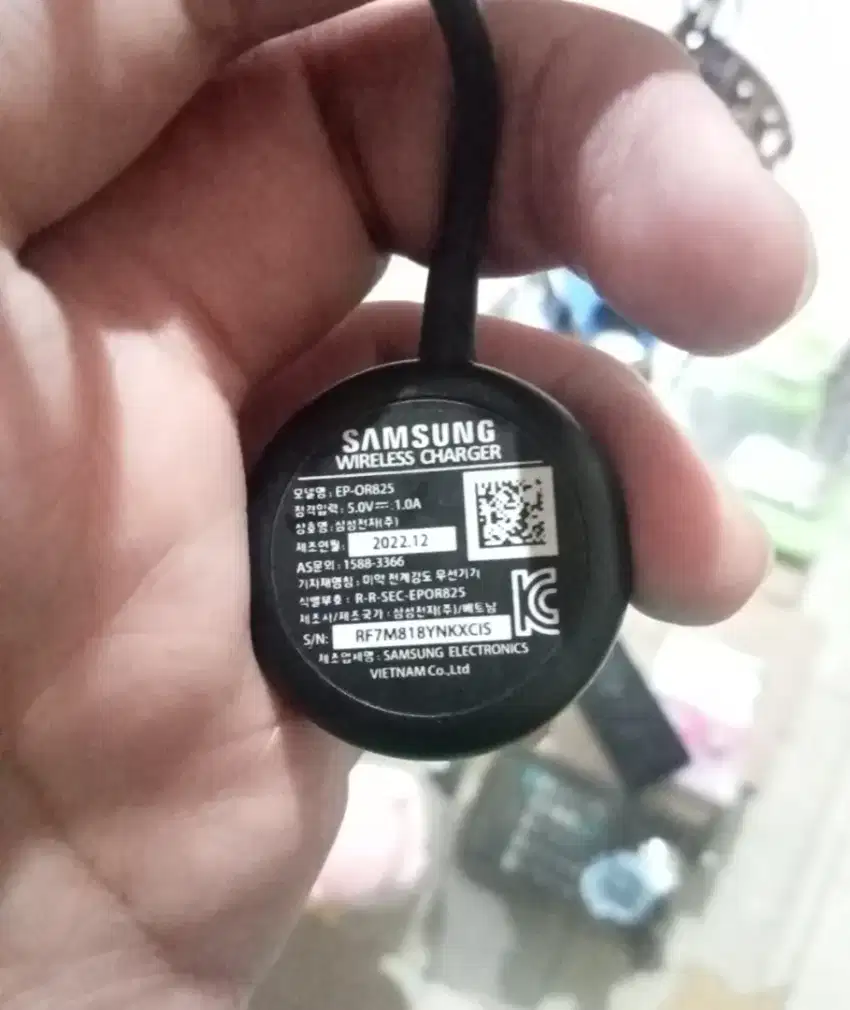 SAMSUNG
WIRELESS CHARGER
모델명 : EP-OR825
정격입력 : 5.0V⎓ 1.0A
상호명 : 삼성전자(주)
제조연월: 2022.12
AS문의 : 1588-3366
기자재명칭 : 미약 전계강도 무선기기
식별부호 : R-R-SEC-EPOR825
제조사/제조국가 : 삼성전자(주)/베트남
S/N: RF7M818YNKXCIS
제조업체명 : SAMSUNG ELECTRONICS
VIETNAM Co.,Ltd